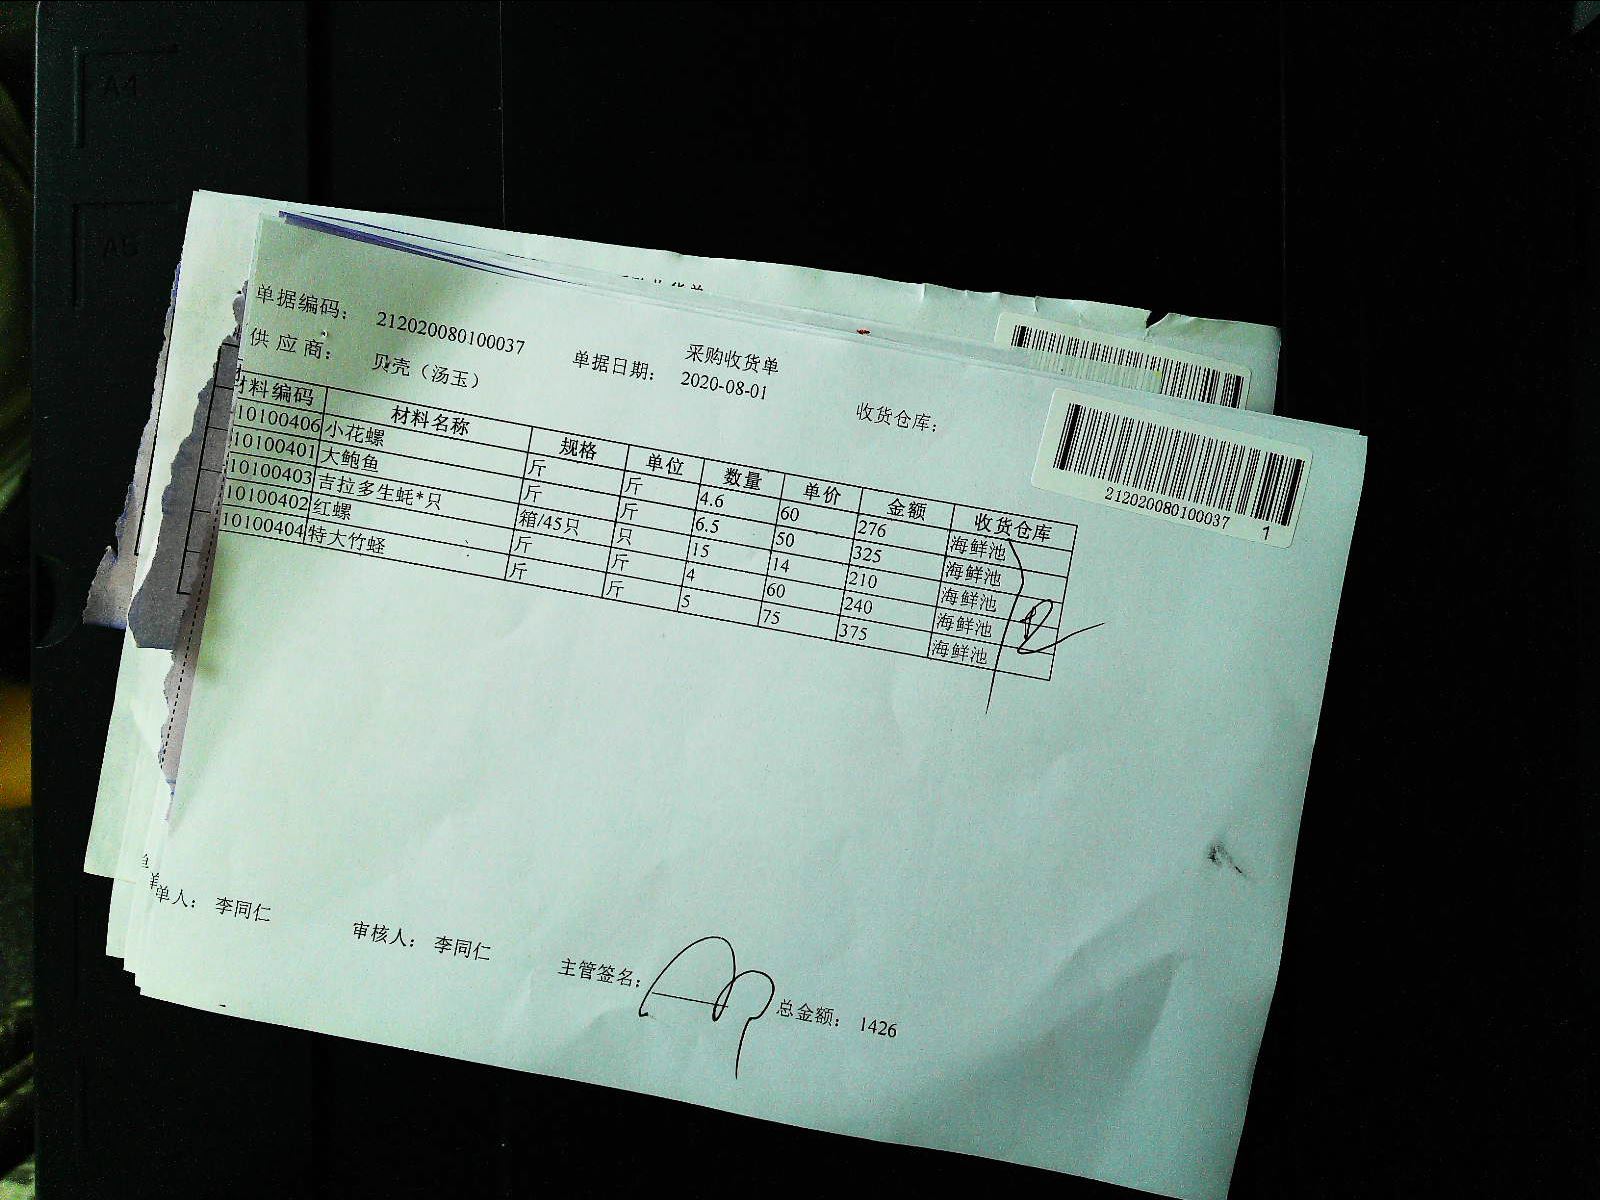 采购收货单
单据编码： 212020080100037 单据日期： 2020-08-01 收货仓库：
供应商： 贝壳（汤玉）
212020080100037
1
材料编码 材料名称 规格 单位 数量 单价 金额 收货仓库
10100406 小花螺 斤 斤 4.6 60 276 海鲜池
10100401 大鲍鱼 斤 斤 6.5 50 325 海鲜池
10100403 吉拉多生蚝*只 箱/45只 只 15 14 210 海鲜池
10100402 红螺 斤 斤 4 60 240 海鲜池
10100404 特大竹蛏 斤 斤 5 75 375 海鲜池
单人： 李同仁 审核人： 李同仁 主管签名： 总金额： 1426